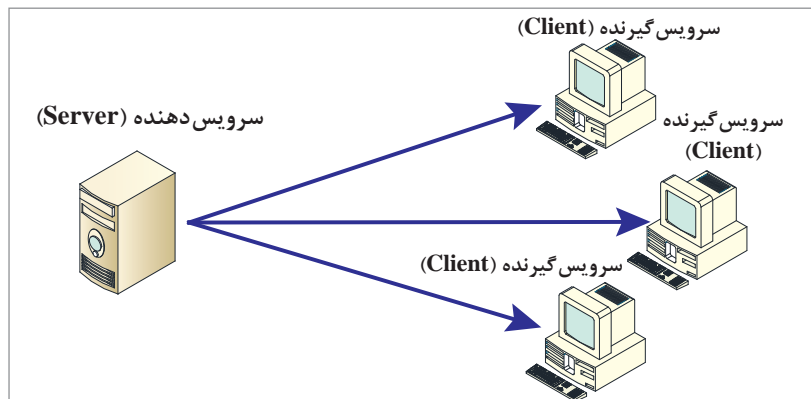 سرویس‌گیرنده (Client)
سرویس‌دهنده (Server)
سرویس‌گیرنده
(Client)
سرویس‌گیرنده (Client)